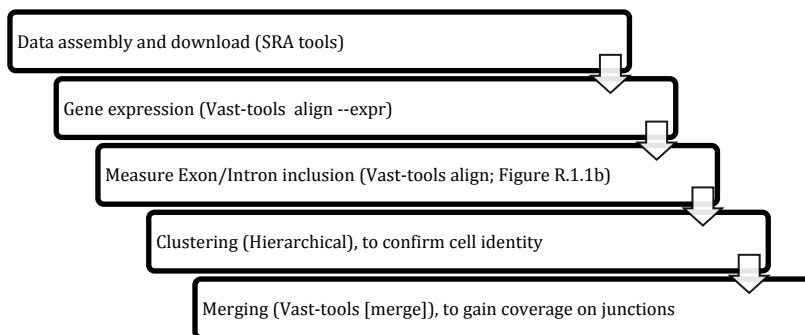 Data assembly and download (SRA tools)
Gene expression (Vast-tools  align --expr)
Measure Exon/Intron inclusion (Vast-tools align; Figure R.1.1b)
Clustering (Hierarchical), to confirm cell identity
Merging (Vast-tools [merge]), to gain coverage on junctions